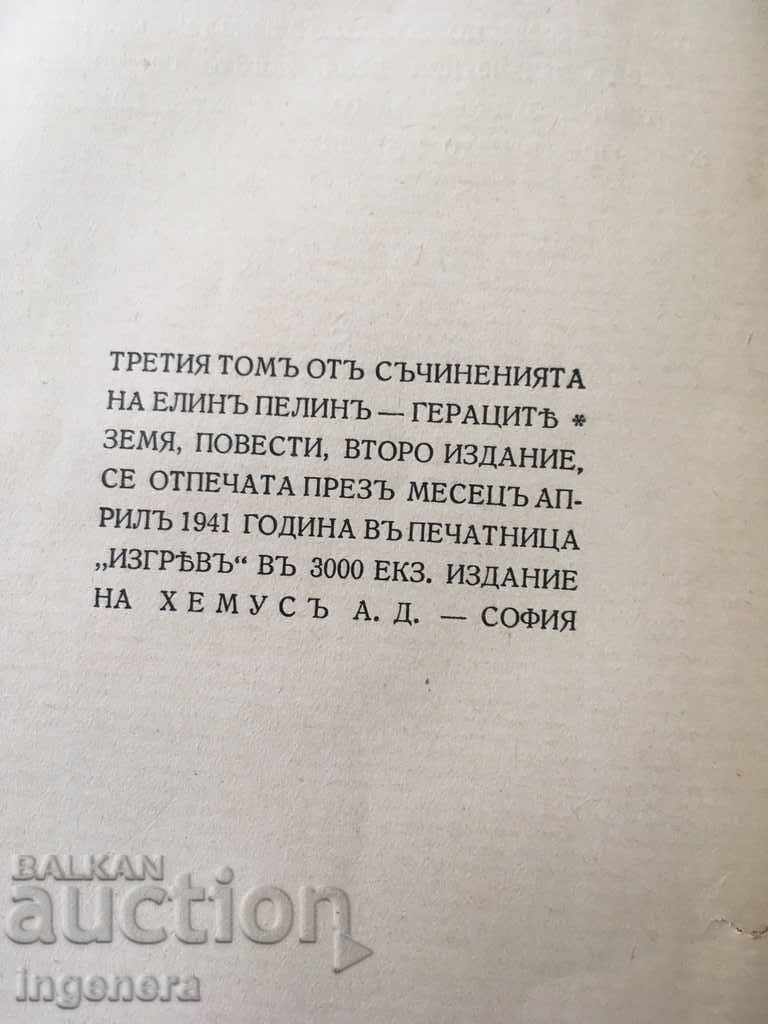 ТРЕТИЯ ТОМЪ ОТЪ СЪЧИНЕНИЯТА
НА ЕЛИНЪ ПЕЛИНЪ — ГЕРАЦИТѢ *
ЗЕМЯ, ПОВЕСТИ, ВТОРО ИЗДАНИЕ,
СЕ ОТПЕЧАТА ПРЕЗЪ МЕСЕЦЪ АП-
РИЛЪ 1941 ГОДИНА ВЪ ПЕЧАТНИЦА
„ИЗГРѢВЪ“ ВЪ 3000 ЕКЗ. ИЗДАНИЕ
НА ХЕМУСЪ А. Д. — СОФИЯ
BALKAN
auction
ingenera